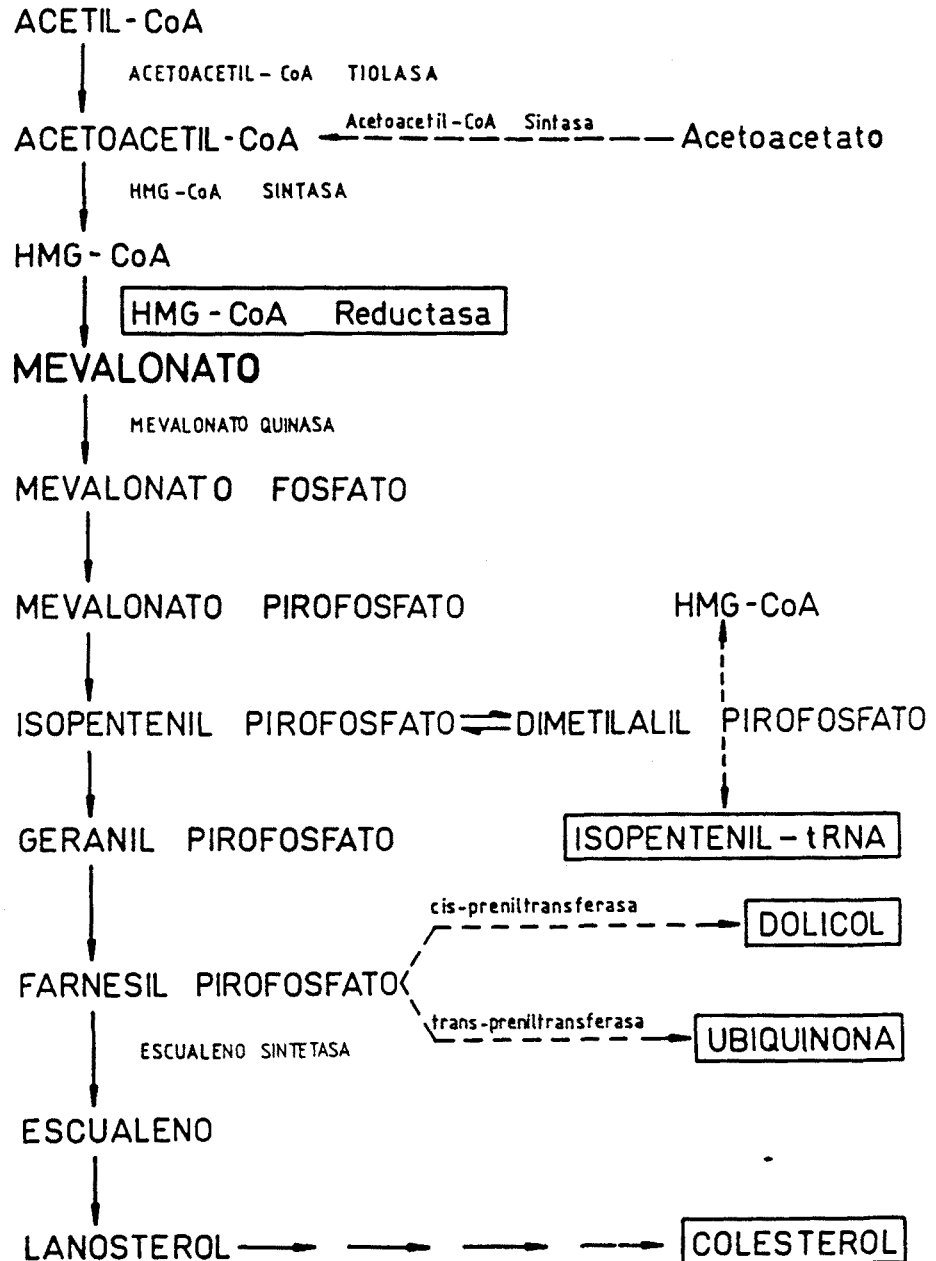 ACETIL-CoA
ACETOACETIL-CoA TIOLASA
ACETOACETIL-CoA Acetoacetil-CoA Sintasa Acetoacetato
HMG-CoA SINTASA
HMG-CoA
HMG-CoA Reductasa
MEVALONATO
MEVALONATO QUINASA
MEVALONATO FOSFATO
MEVALONATO PIROFOSFATO HMG-CoA
ISOPENTENIL PIROFOSFATO DIMETILALIL PIROFOSFATO
GERANIL PIROFOSFATO ISOPENTENIL-tRNA
cis-preniltransferasa DOLICOL
FARNESIL PIROFOSFATO
trans-preniltransferasa UBIQUINONA
ESCUALENO SINTETASA
ESCUALENO
LANOSTEROL COLESTEROL